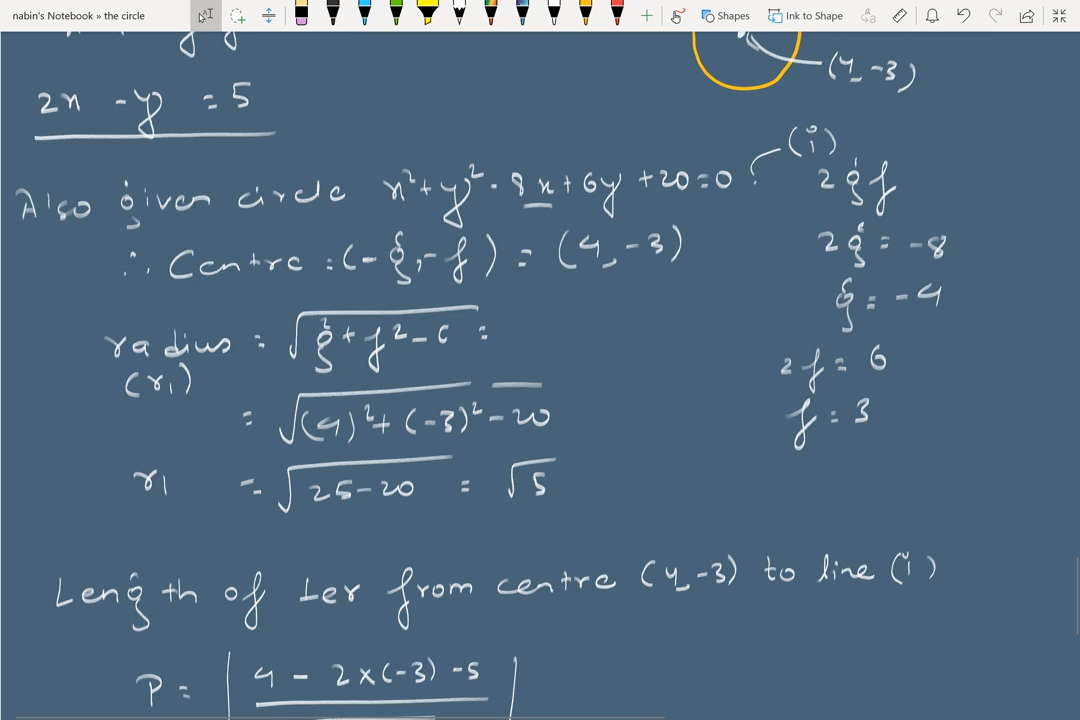 nabin's Notebook » the circle
Shapes
Ink to Shape
(4, -3)
2x - y = 5
Also given circle x² + y² - 8x + 6y + 20 = 0
(i)
2gf
∴ Centre = (-g, -f) = (4, -3)
2g = -8
g = -4
radius = √g² + f² - c =
(r₁)
2f = 6
= √(4)² + (-3)² - 20
f = 3
r₁ = √25-20 = √5
Length of ⊥er from centre (4, -3) to line (i)
P = | 4 - 2×(-3) - 5 |